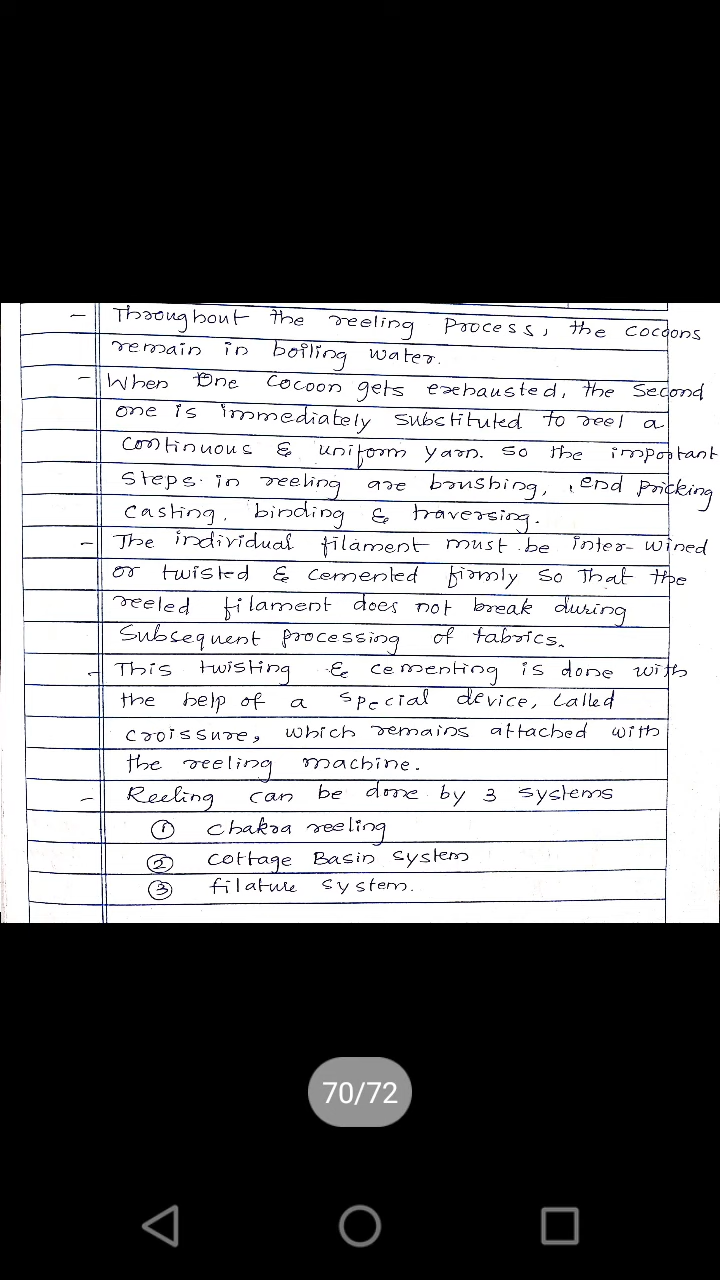 - Throughout the reeling process, the cocoons
remain in boiling water.
- When One cocoon gets exehausted, the second
one is immediately substituted to reel a
continuous & uniform yarn. so the important
steps. in reeling are brushing, end pricking
casting, binding & traversing.
- The individual filament must be inter-wined
or twisted & cemented firmly so That the
reeled filament does not break during
Subsequent processing of fabrics.
- This twisting & cementing is done with
the help of a special device, called
croissure, which remains attached with
the reeling machine.
- Reeling can be done by 3 systems
① chakra reeling
② cottage Basin system
③ filature system.
70/72